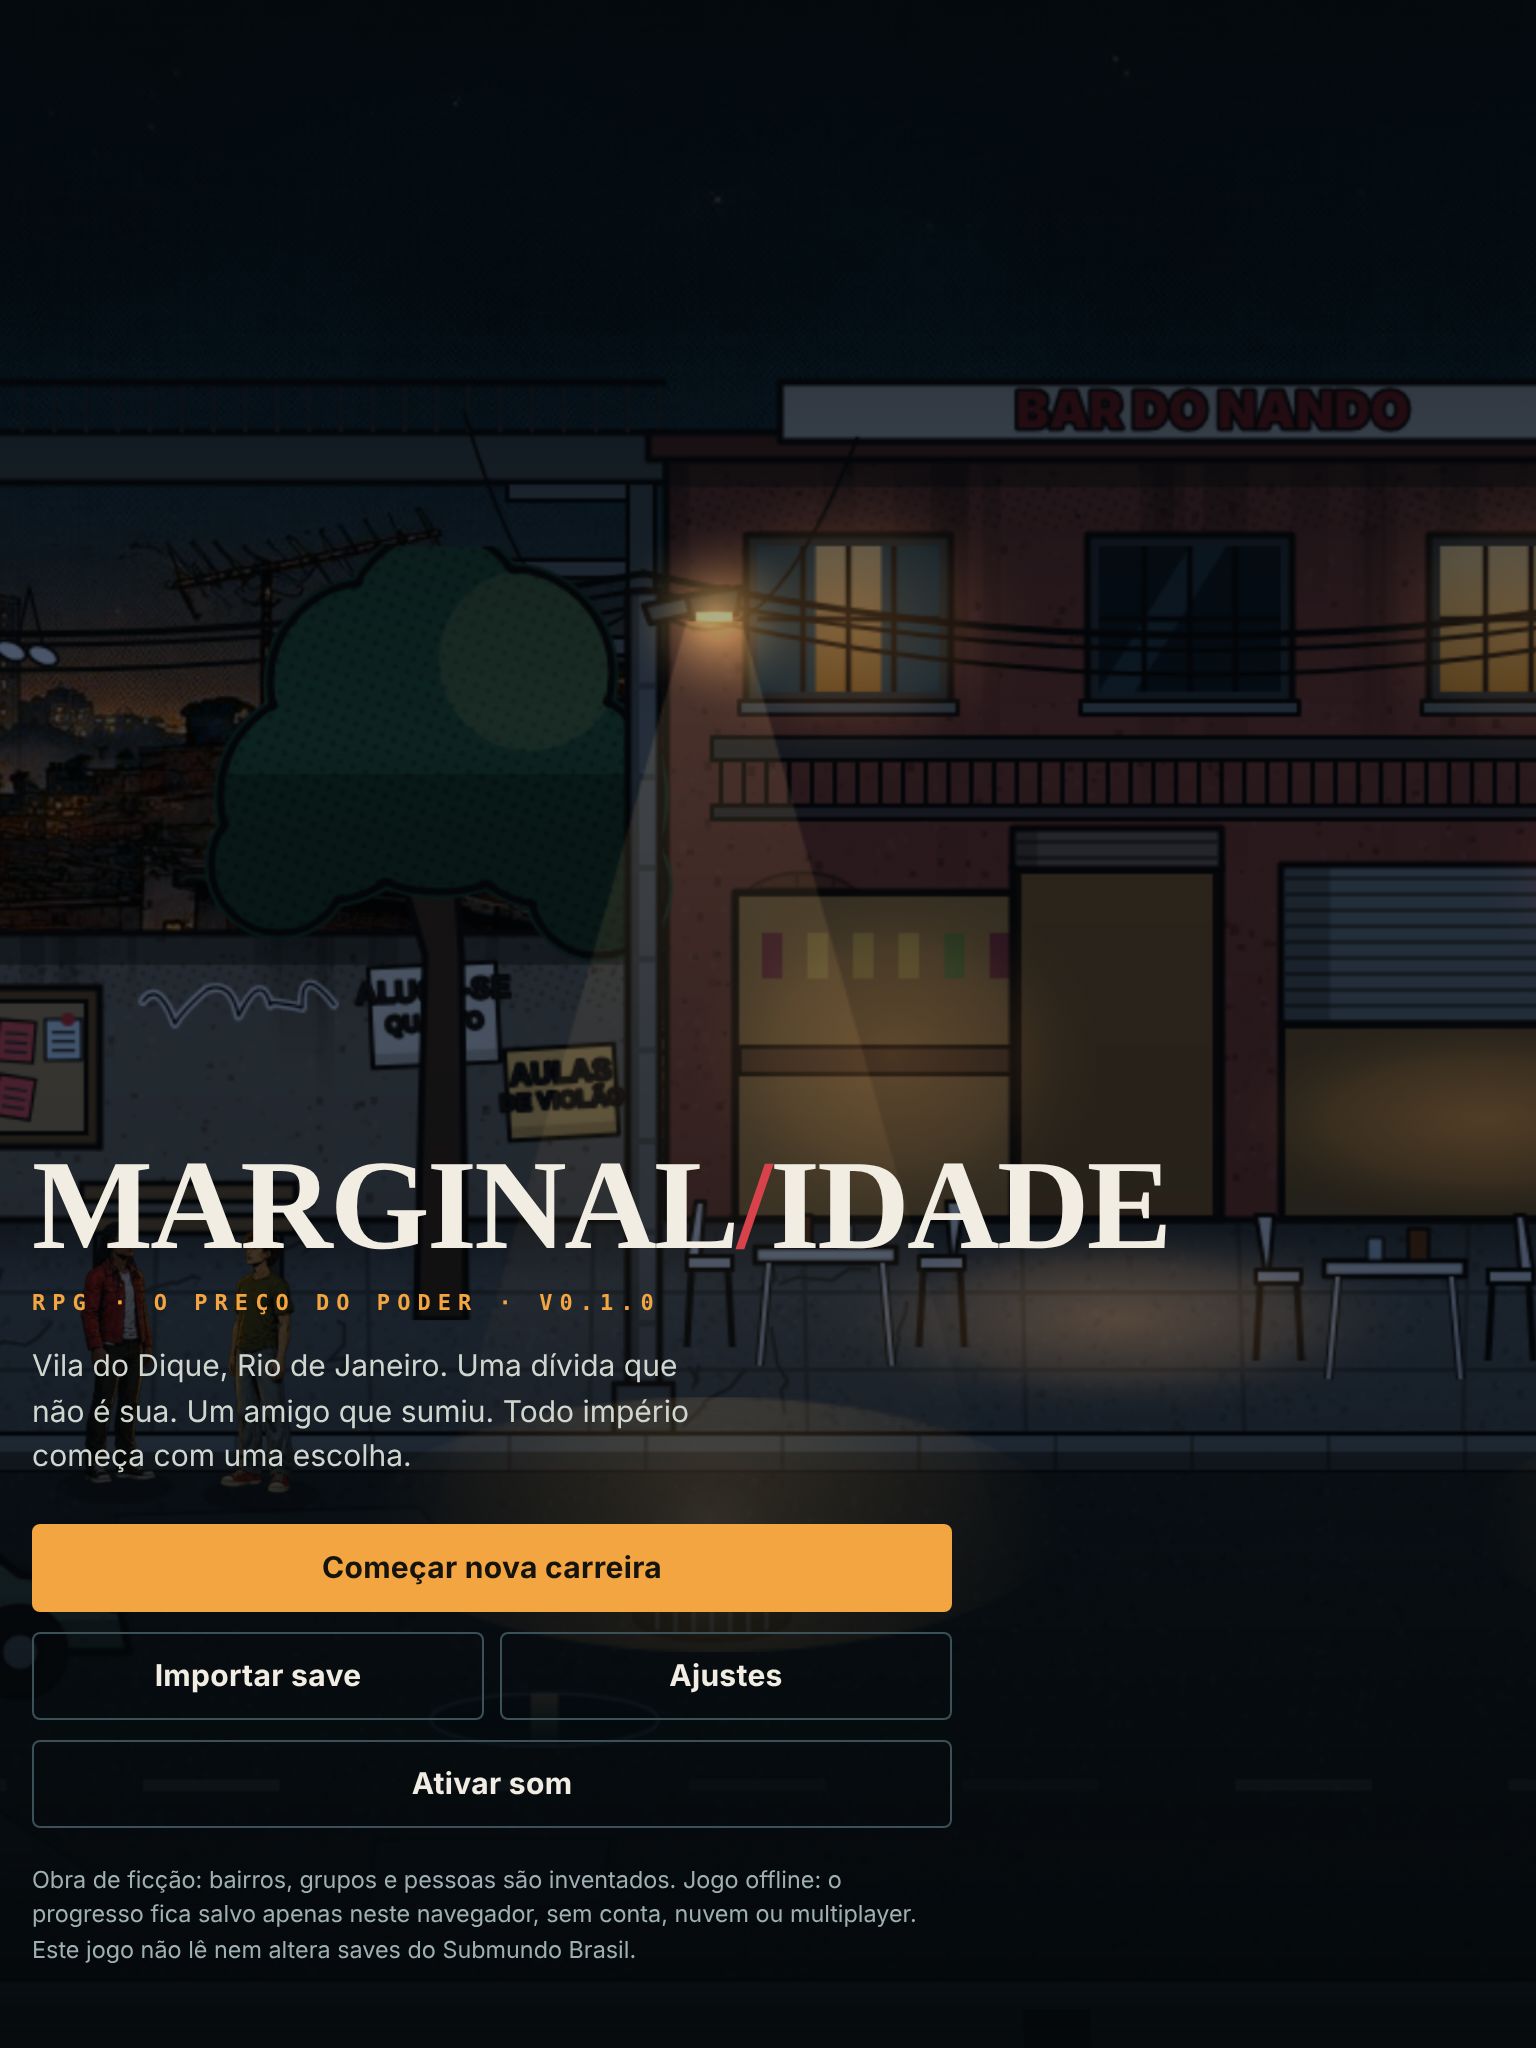 BAR DO NANDO
AULAS
DE VIOLÃO
MARGINAL/IDADE
RPG · O PREÇO DO PODER · V0.1.0
Vila do Dique, Rio de Janeiro. Uma dívida que
não é sua. Um amigo que sumiu. Todo império
começa com uma escolha.
Começar nova carreira
Importar save
Ajustes
Ativar som
Obra de ficção: bairros, grupos e pessoas são inventados. Jogo offline: o
progresso fica salvo apenas neste navegador, sem conta, nuvem ou multiplayer.
Este jogo não lê nem altera saves do Submundo Brasil.